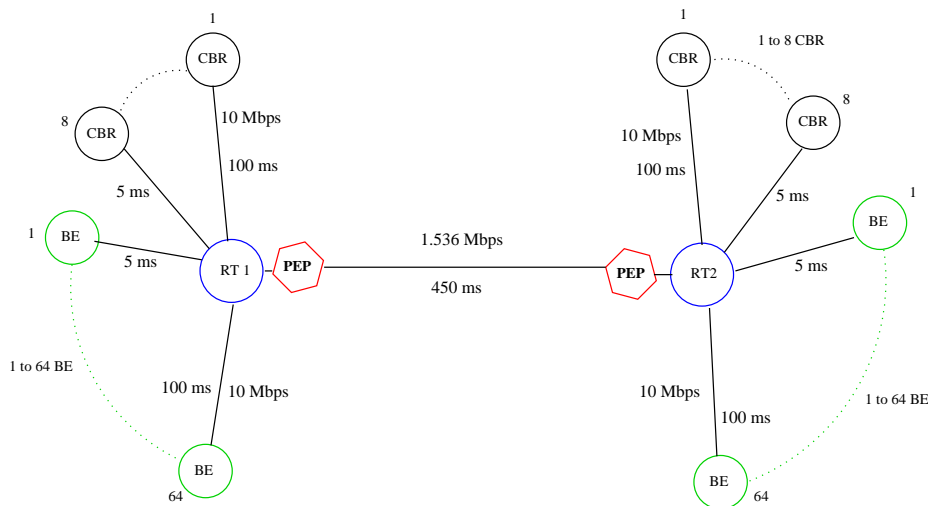 1
CBR
8
CBR
10 Mbps
100 ms
5 ms
1
BE
5 ms
RT 1
PEP
1 to 64 BE
100 ms
10 Mbps
BE
64
1.536 Mbps
450 ms
1
CBR
1 to 8 CBR
8
CBR
10 Mbps
100 ms
5 ms
1
BE
5 ms
PEP
RT2
10 Mbps
100 ms
1 to 64 BE
BE
64